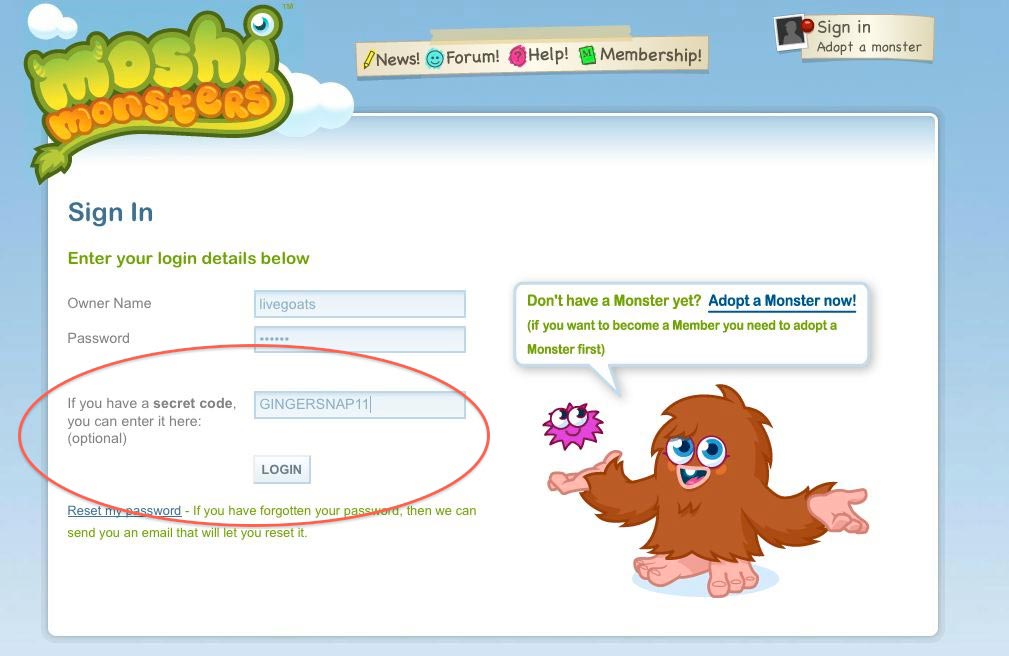 moshi
monsters
TM
News! Forum! Help! M Membership!
Sign in
Adopt a monster
Sign In
Enter your login details below
Owner Name livegoats
Password ••••••
If you have a secret code, GINGERSNAP11
you can enter it here:
(optional)
LOGIN
Reset my password - If you have forgotten your password, then we can
send you an email that will let you reset it.
Don't have a Monster yet? Adopt a Monster now!
(if you want to become a Member you need to adopt a
Monster first)